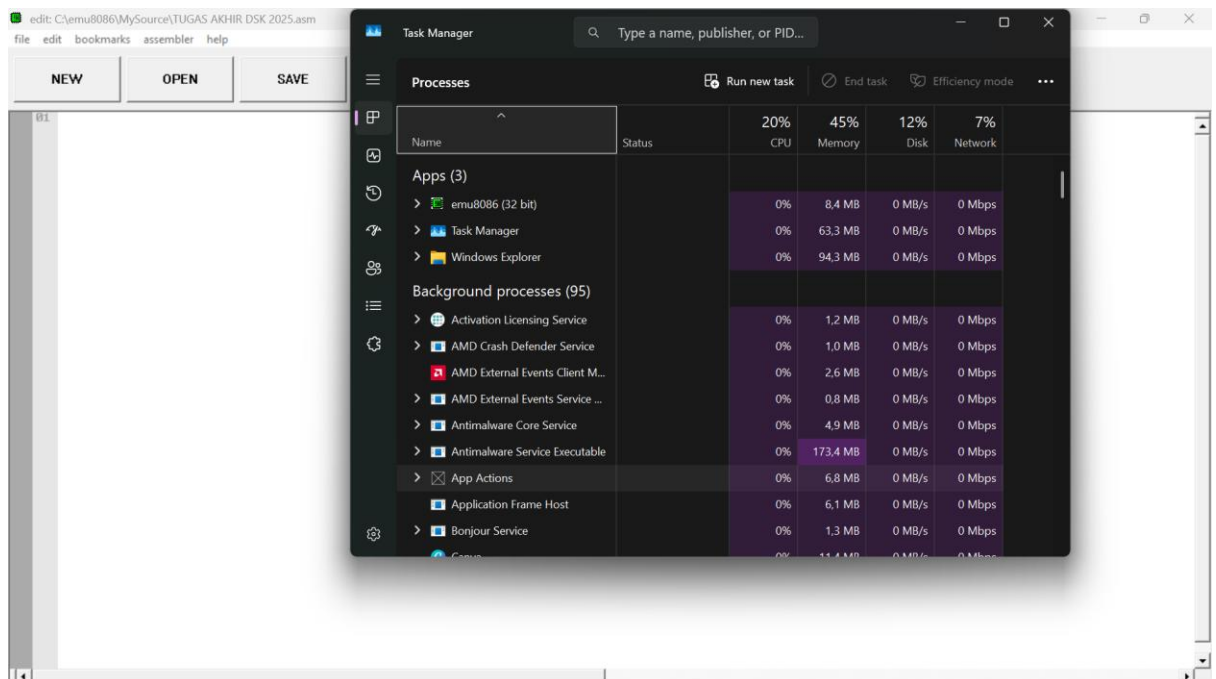 edit: C:\emu8086\MySource\TUGAS AKHIR DSK 2025.asm
file edit bookmarks assembler help
NEW OPEN SAVE
01
Task Manager
Type a name, publisher, or PID...
Processes
Run new task End task Efficiency mode
20% 45% 12% 7%
Name Status CPU Memory Disk Network
Apps (3)
emu8086 (32 bit) 0% 8,4 MB 0 MB/s 0 Mbps
Task Manager 0% 63,3 MB 0 MB/s 0 Mbps
Windows Explorer 0% 94,3 MB 0 MB/s 0 Mbps
Background processes (95)
Activation Licensing Service 0% 1,2 MB 0 MB/s 0 Mbps
AMD Crash Defender Service 0% 1,0 MB 0 MB/s 0 Mbps
AMD External Events Client M... 0% 2,6 MB 0 MB/s 0 Mbps
AMD External Events Service ... 0% 0,8 MB 0 MB/s 0 Mbps
Antimalware Core Service 0% 4,9 MB 0 MB/s 0 Mbps
Antimalware Service Executable 0% 173,4 MB 0 MB/s 0 Mbps
App Actions 0% 6,8 MB 0 MB/s 0 Mbps
Application Frame Host 0% 6,1 MB 0 MB/s 0 Mbps
Bonjour Service 0% 1,3 MB 0 MB/s 0 Mbps